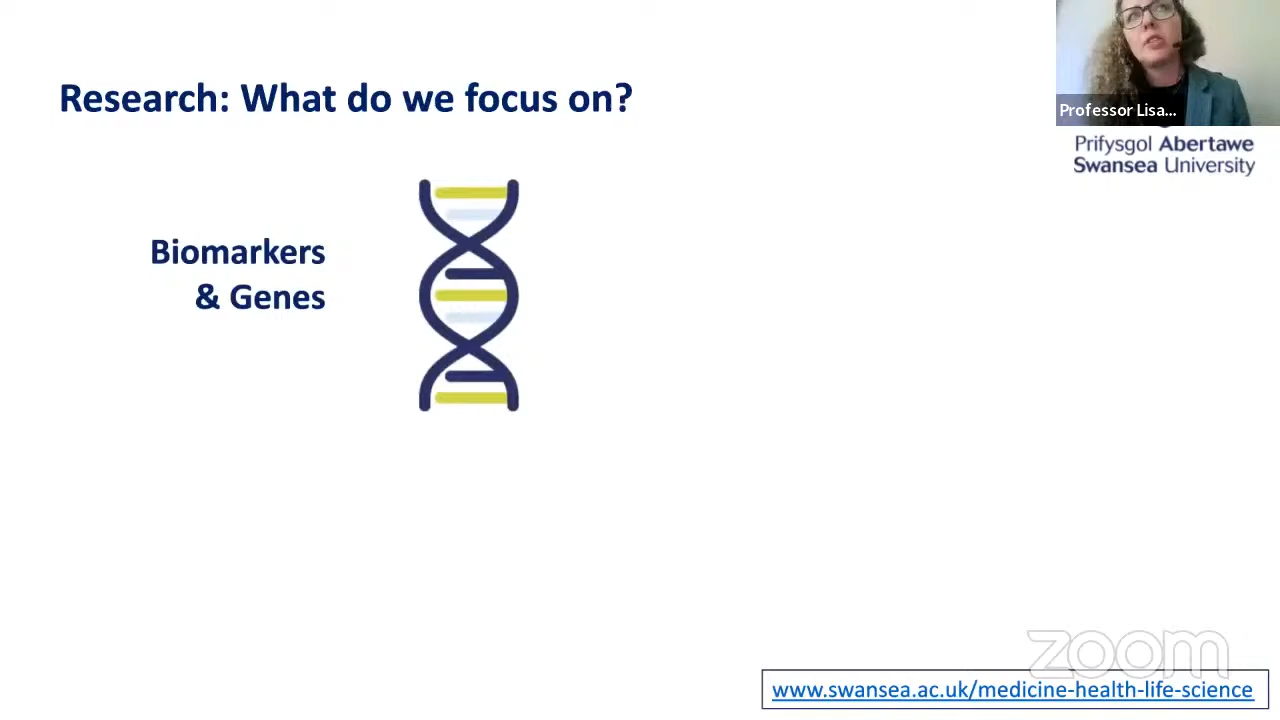 Research: What do we focus on?
Professor Lisa...
Prifysgol Abertawe
Swansea University
Biomarkers
& Genes
zoom
www.swansea.ac.uk/medicine-health-life-science